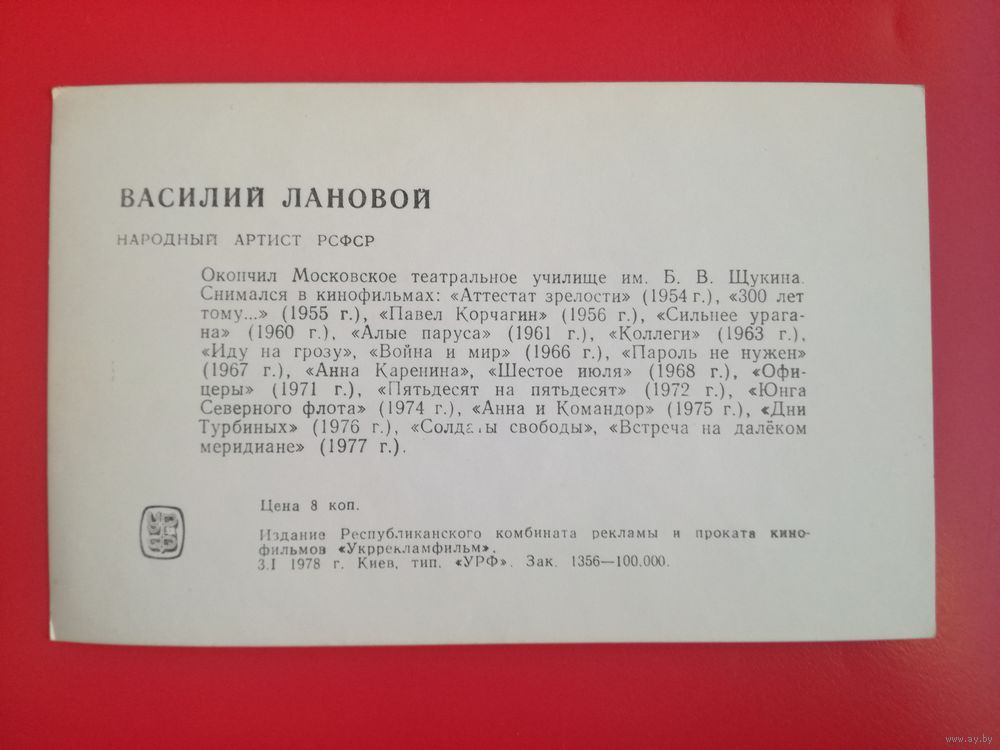 ВАСИЛИЙ ЛАНОВОЙ
НАРОДНЫЙ АРТИСТ РСФСР
Окончил Московское театральное училище им. Б. В. Щукина.
Снимался в кинофильмах: «Аттестат зрелости» (1954 г.), «300 лет
тому...» (1955 г.), «Павел Корчагин» (1956 г.), «Сильнее урага-
на» (1960 г.), «Алые паруса» (1961 г.), «Коллеги» (1963 г.),
«Иду на грозу», «Война и мир» (1966 г.), «Пароль не нужен»
(1967 г.), «Анна Каренина», «Шестое июля» (1968 г.), «Офи-
церы» (1971 г.), «Пятьдесят на пятьдесят» (1972 г.), «Юнга
Северного флота» (1974 г.), «Анна и Командор» (1975 г.), «Дни
Турбиных» (1976 г.), «Солдаты свободы», «Встреча на далёком
меридиане» (1977 г.).
Цена 8 коп.
Издание Республиканского комбината рекламы и проката кино-
фильмов «Укррекламфильм».
3.I 1978 г. Киев, тип. «УРФ». Зак. 1356—100.000.
www.ay.by